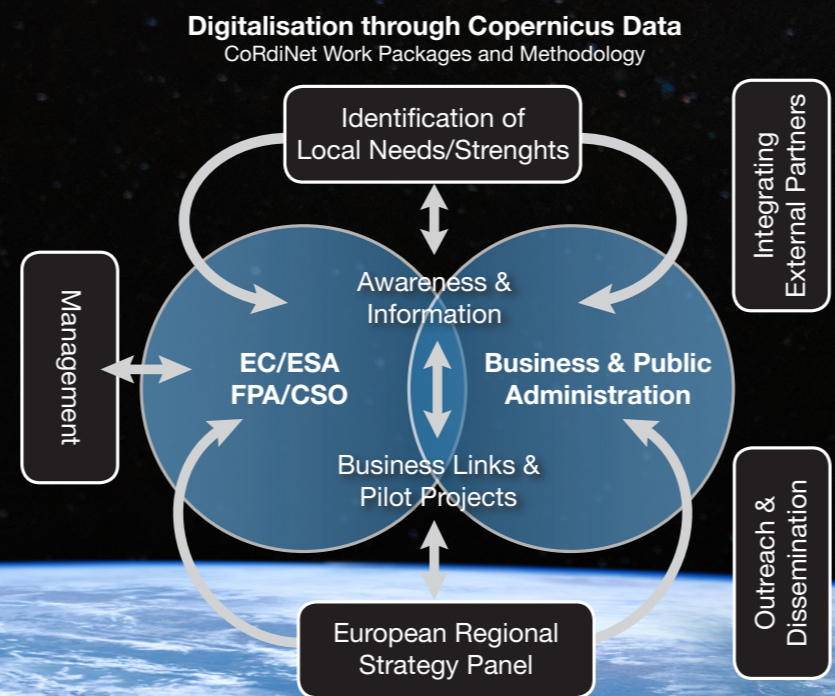 Digitalisation through Copernicus Data
CoRdiNet Work Packages and Methodology
Identification of
Local Needs/Strenghts
Integrating
External Partners
Awareness &
Information
Management
EC/ESA
FPA/CSO
Business & Public
Administration
Business Links &
Pilot Projects
Outreach &
Dissemination
European Regional
Strategy Panel